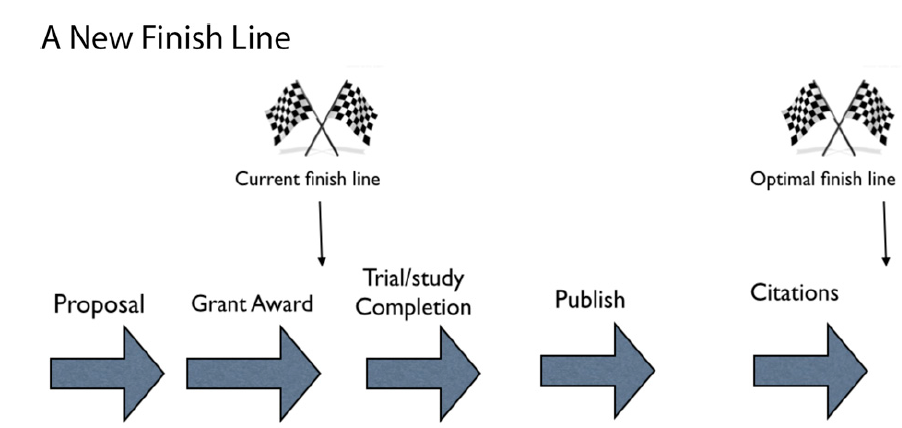 A New Finish Line
Current finish line
Optimal finish line
Proposal
Grant Award
Trial/study
Completion
Publish
Citations